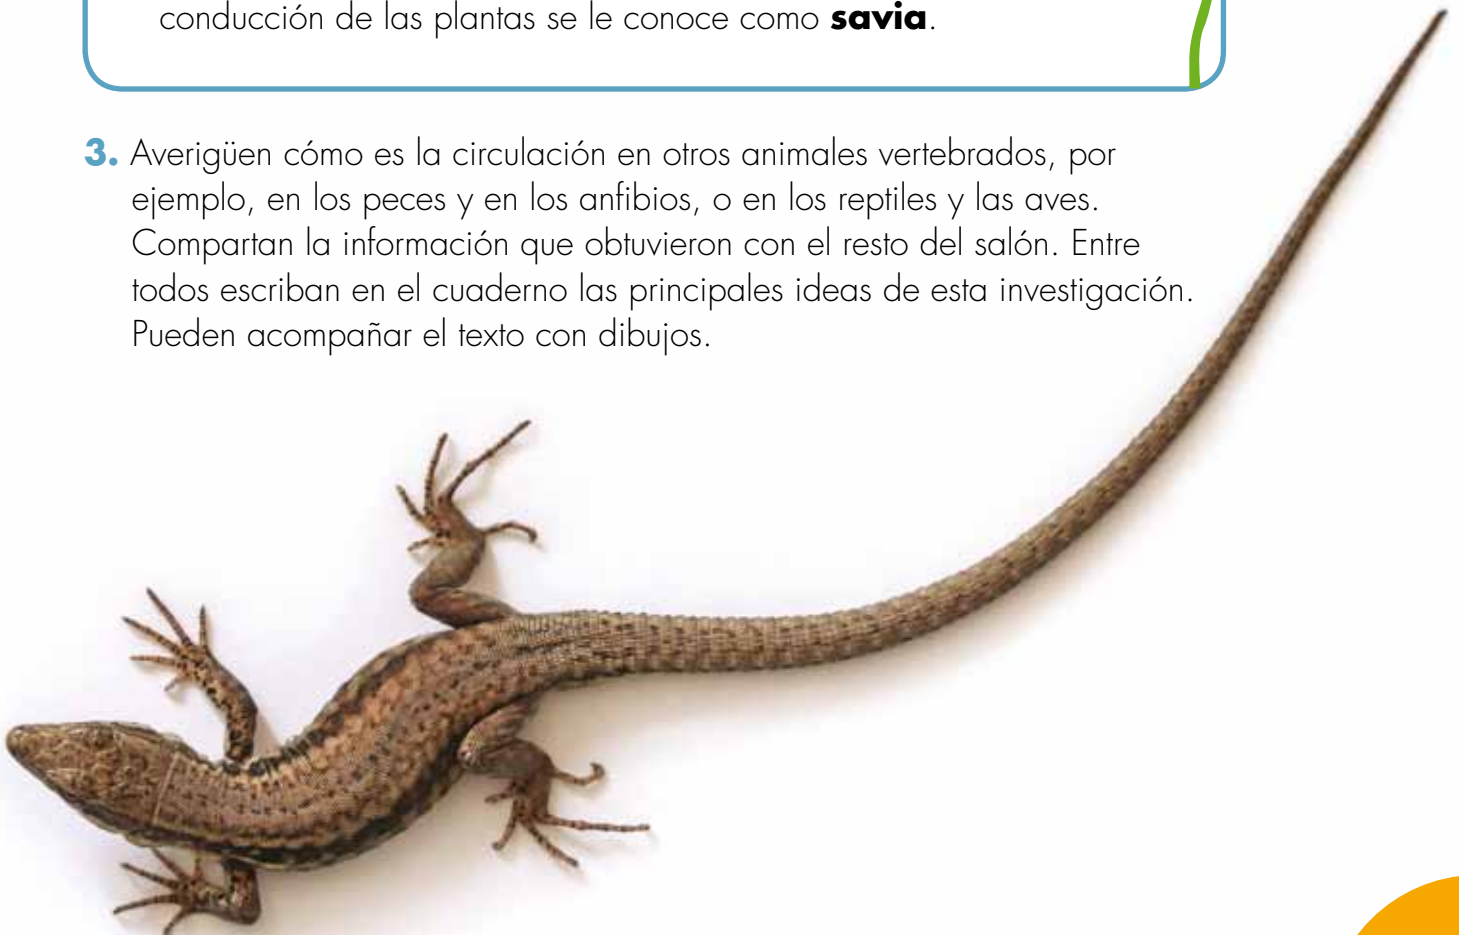 conducción de las plantas se le conoce como savia.
3. Averigüen cómo es la circulación en otros animales vertebrados, por
ejemplo, en los peces y en los anfibios, o en los reptiles y las aves.
Compartan la información que obtuvieron con el resto del salón. Entre
todos escriban en el cuaderno las principales ideas de esta investigación.
Pueden acompañar el texto con dibujos.